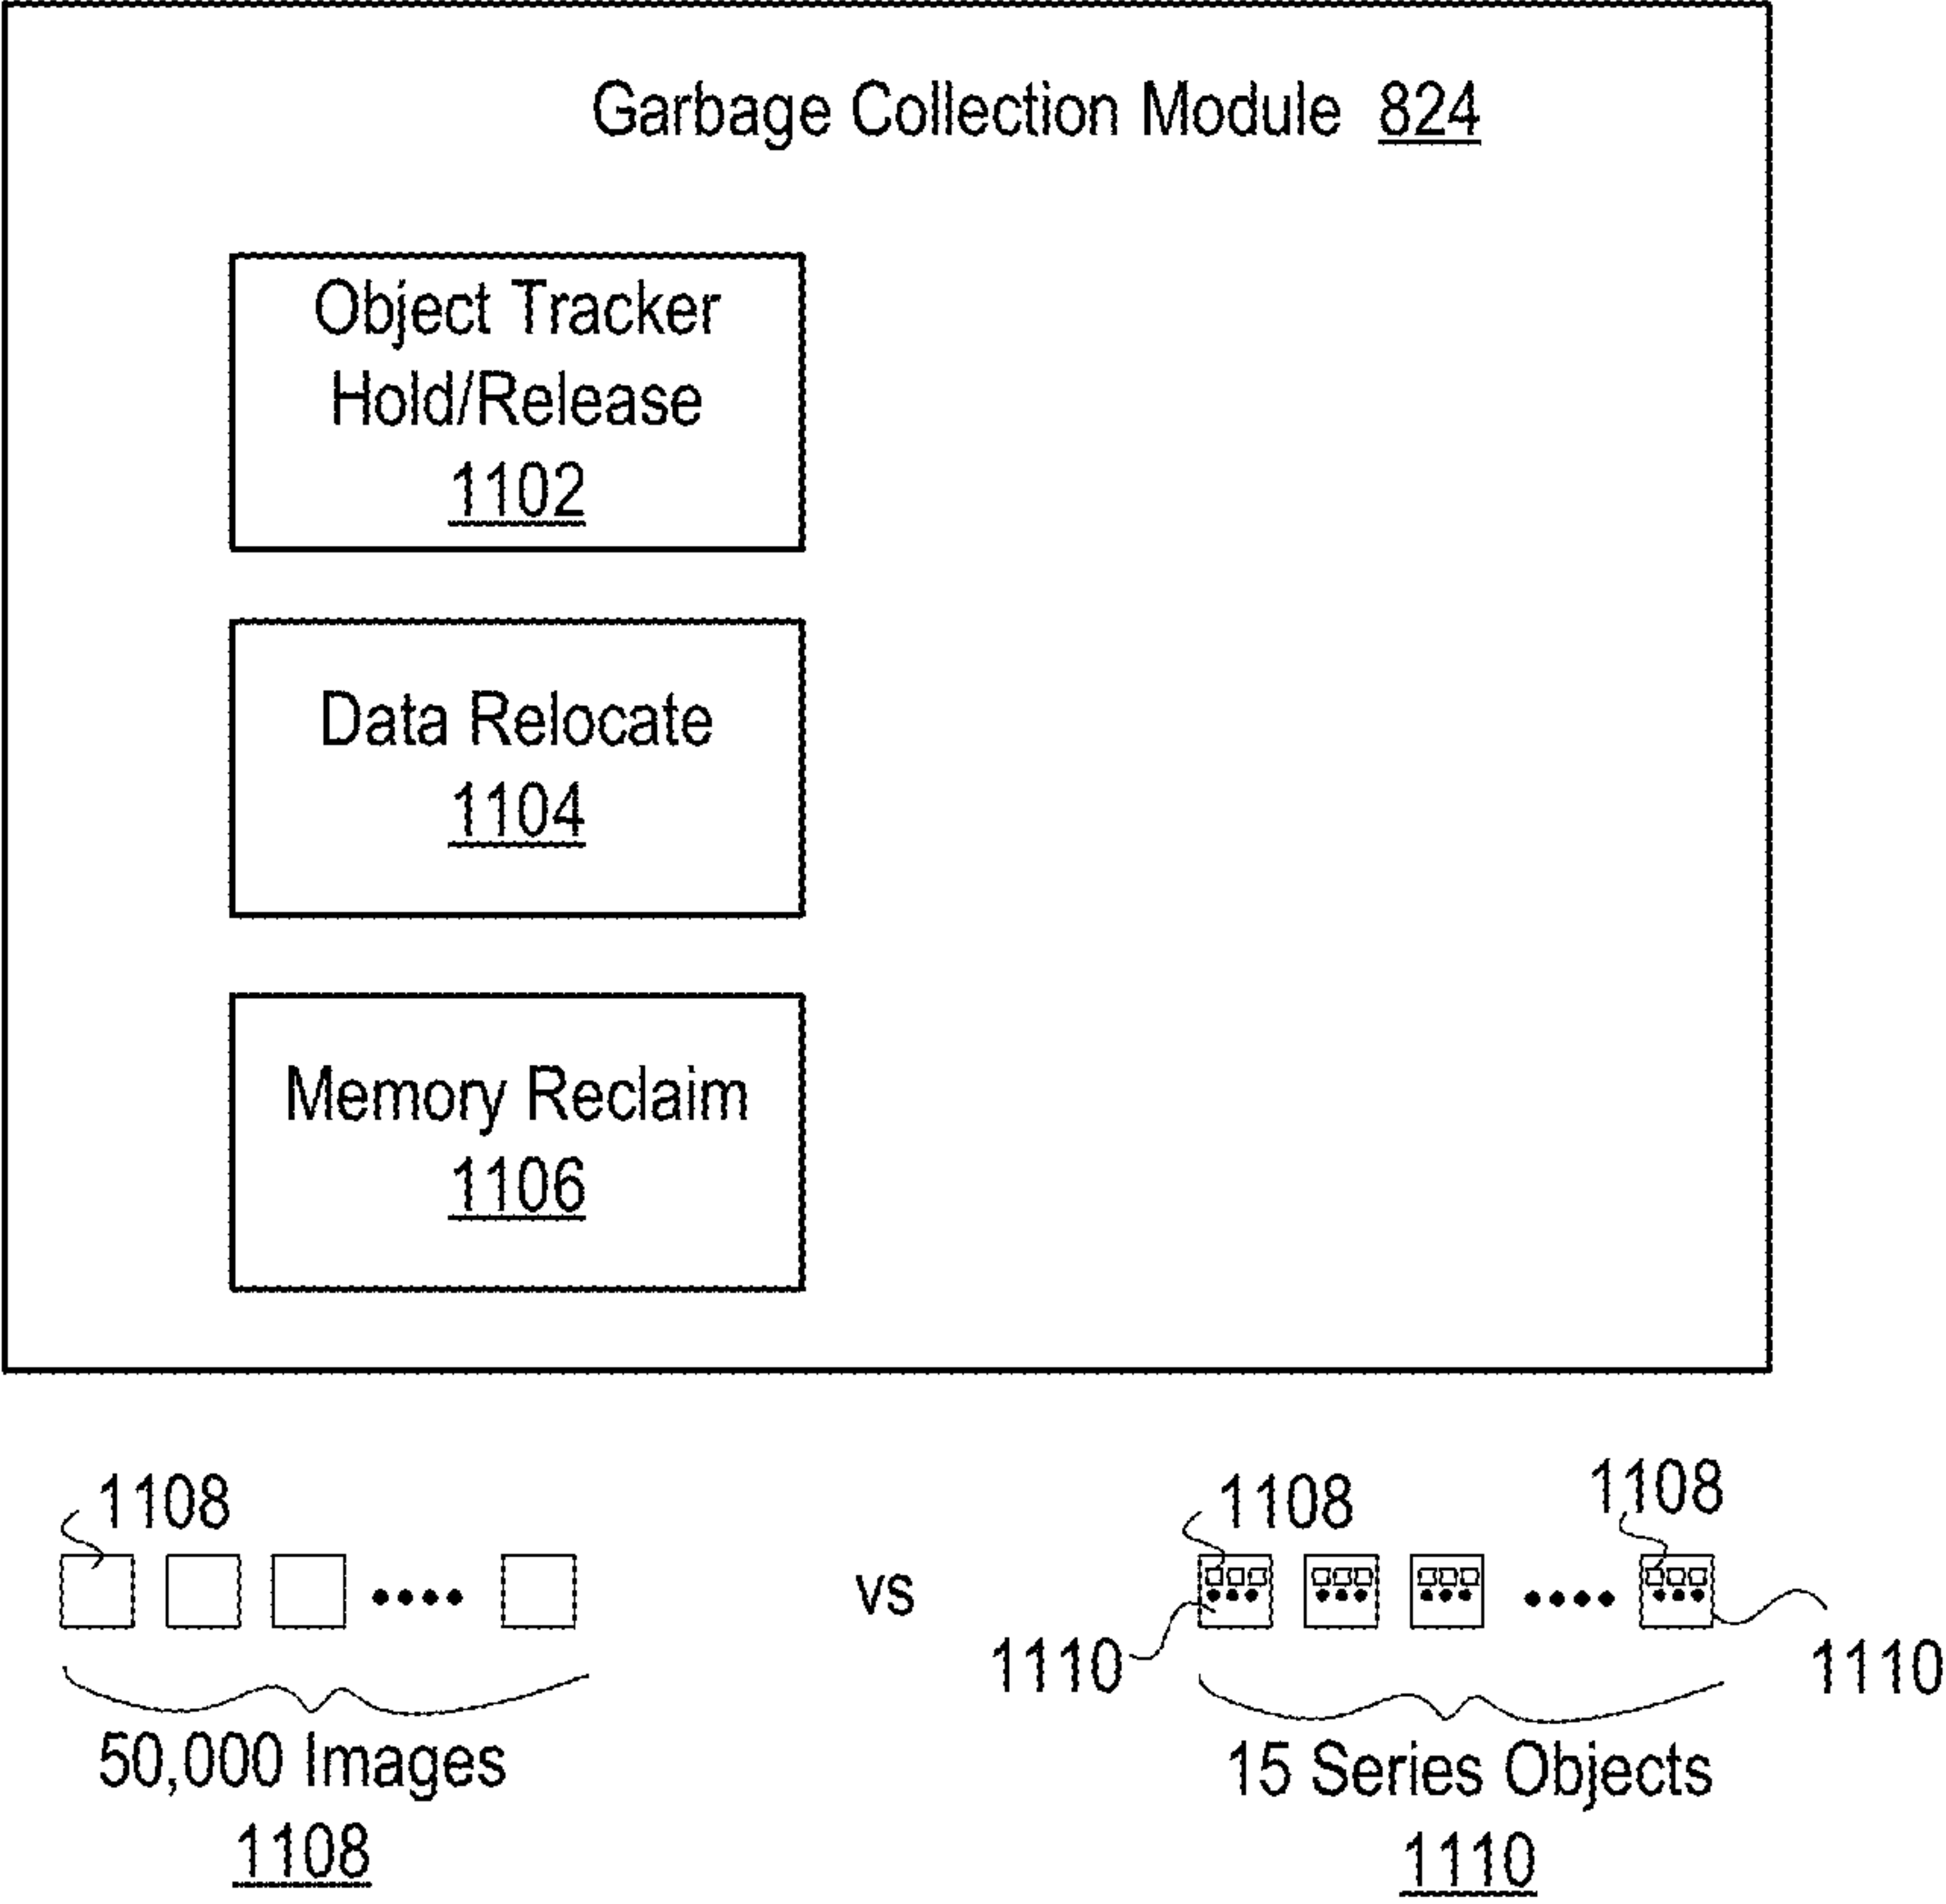 Garbage Collection Module 824
Object Tracker
Hold/Release
1102
Data Relocate
1104
Memory Reclaim
1106
1108
1108
1108
vs
1110
1110
50,000 Images
1108
15 Series Objects
1110